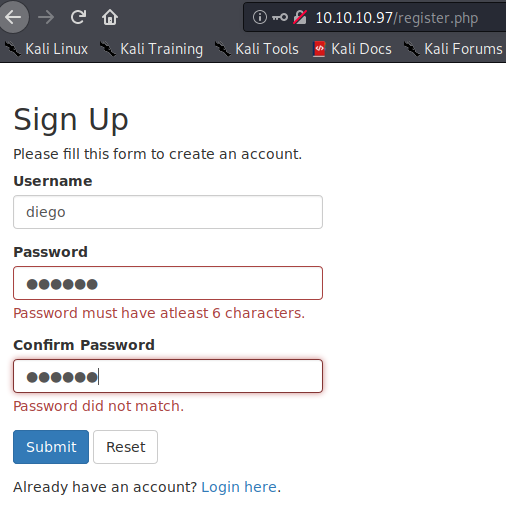 10.10.10.97/register.php
Kali Linux Kali Training Kali Tools Kali Docs Kali Forums
Sign Up
Please fill this form to create an account.
Username
diego
Password
●●●●●●
Password must have atleast 6 characters.
Confirm Password
●●●●●●
Password did not match.
Submit Reset
Already have an account? Login here.